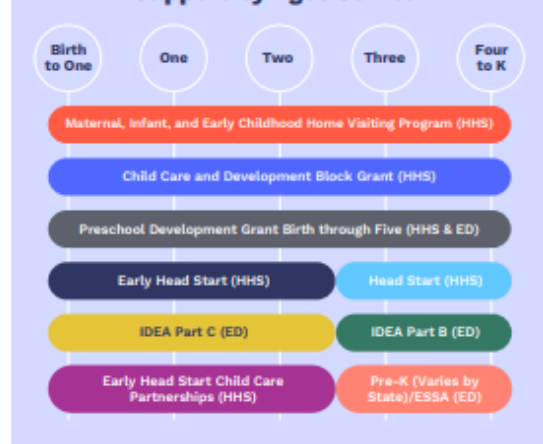 Birth
to One
One
Two
Three
Four
to K
Maternal, Infant, and Early Childhood Home Visiting Program (HHS)
Child Care and Development Block Grant (HHS)
Preschool Development Grant Birth through Five (HHS & ED)
Early Head Start (HHS)
Head Start (HHS)
IDEA Part C (ED)
IDEA Part B (ED)
Early Head Start Child Care
Partnerships (HHS)
Pre-K (Varies by
State)/ESSA (ED)